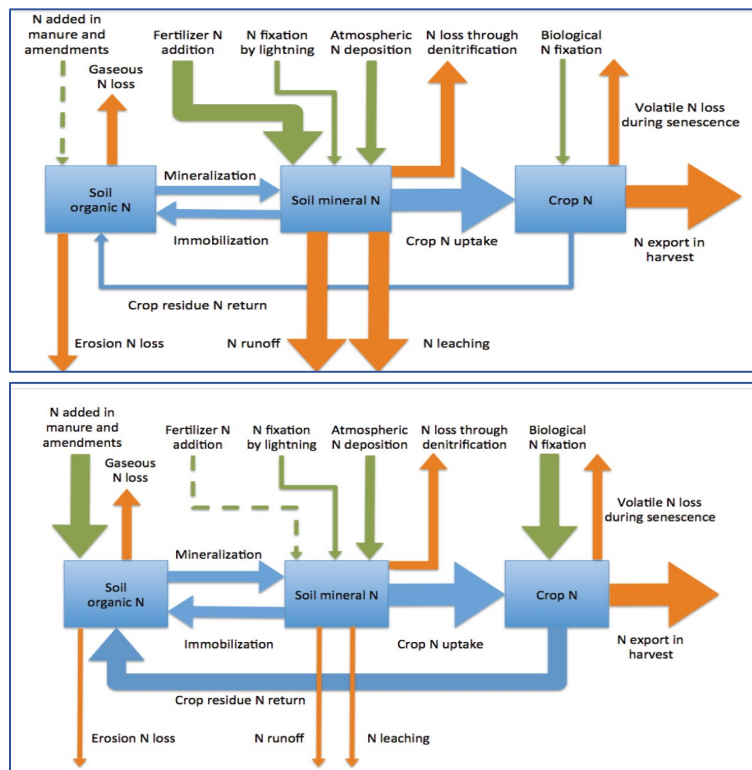 N added in
manure and
amendments
Gaseous
N loss
Fertilizer N
addition
N fixation
by lightning
Atmospheric
N deposition
N loss through
denitrification
Biological
N fixation
Volatile N loss
during senescence
Mineralization
Soil
organic N
Soil mineral N
Crop N
Immobilization
Crop N uptake
N export in
harvest
Crop residue N return
Erosion N loss
N runoff
N leaching
N added in
manure and
amendments
Gaseous
N loss
Fertilizer N
addition
N fixation
by lightning
Atmospheric
N deposition
N loss through
denitrification
Biological
N fixation
Volatile N loss
during senescence
Mineralization
Soil
organic N
Soil mineral N
Crop N
Immobilization
Crop N uptake
N export in
harvest
Crop residue N return
Erosion N loss
N runoff
N leaching